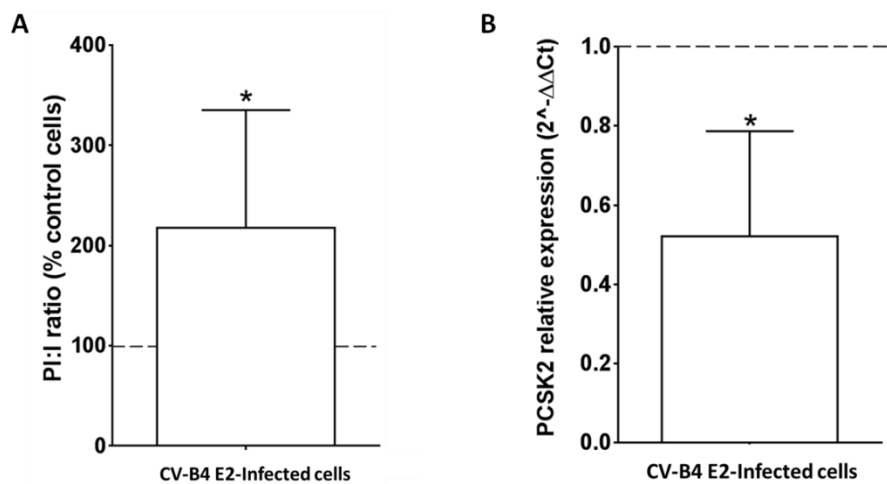 A
PI:I ratio (% control cells)
400
300
200
100
0
*
CV-B4 E2-Infected cells
B
PCSK2 relative expression (2^-ΔΔCt)
1.0
0.8
0.6
0.4
0.2
0.0
*
CV-B4 E2-Infected cells